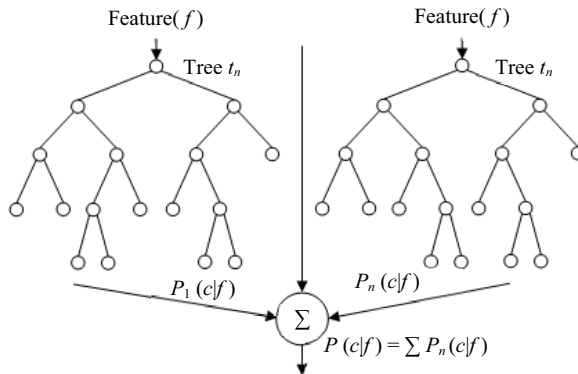 Feature(f) Feature(f)
Tree tₙ Tree tₙ
P₁ (c|f) Pₙ (c|f)
Σ
P (c|f) = ∑ Pₙ (c|f)